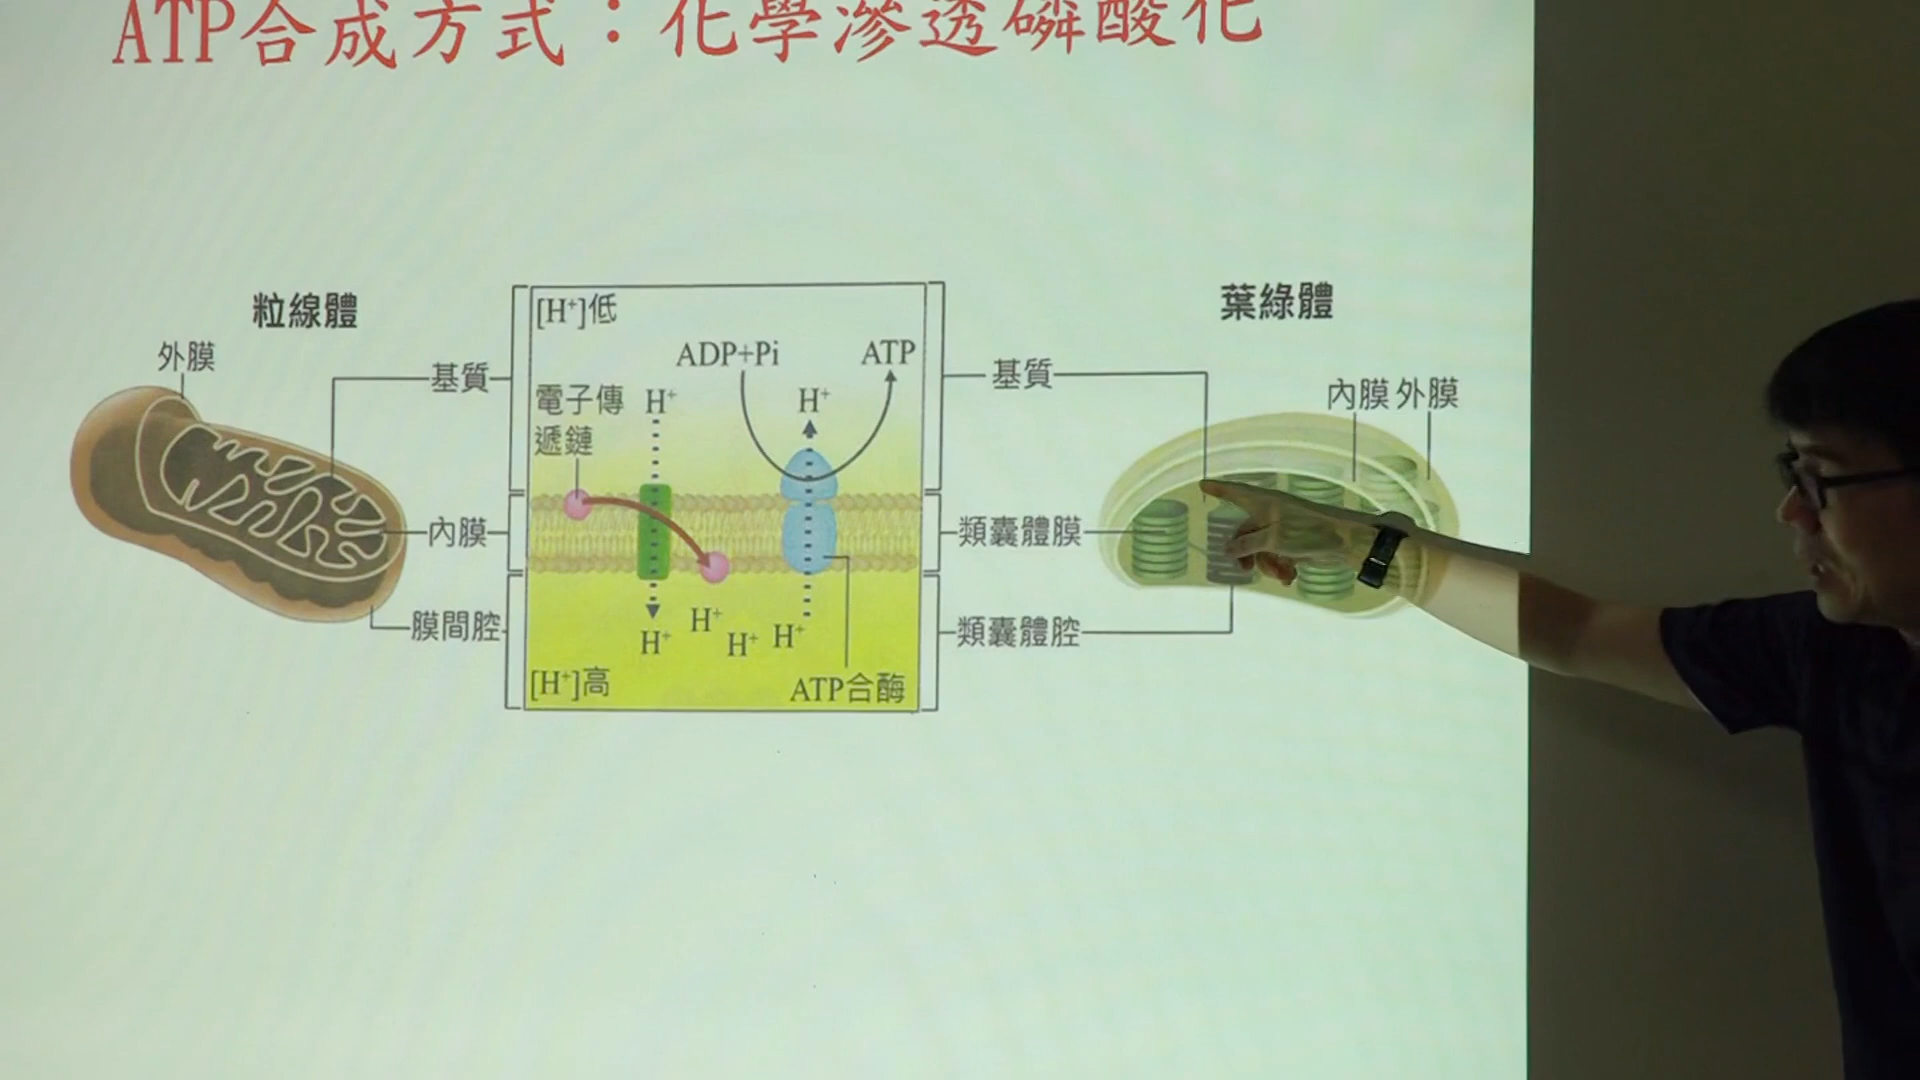 ATP合成方式：化學滲透磷酸化
粒線體
外膜
基質
內膜
膜間腔
[H⁺]低
ADP+Pi
ATP
電子傳
遞鏈
H⁺
H⁺
H⁺
H⁺
H⁺
H⁺
[H⁺]高
ATP合酶
葉綠體
基質
內膜
外膜
類囊體膜
類囊體腔